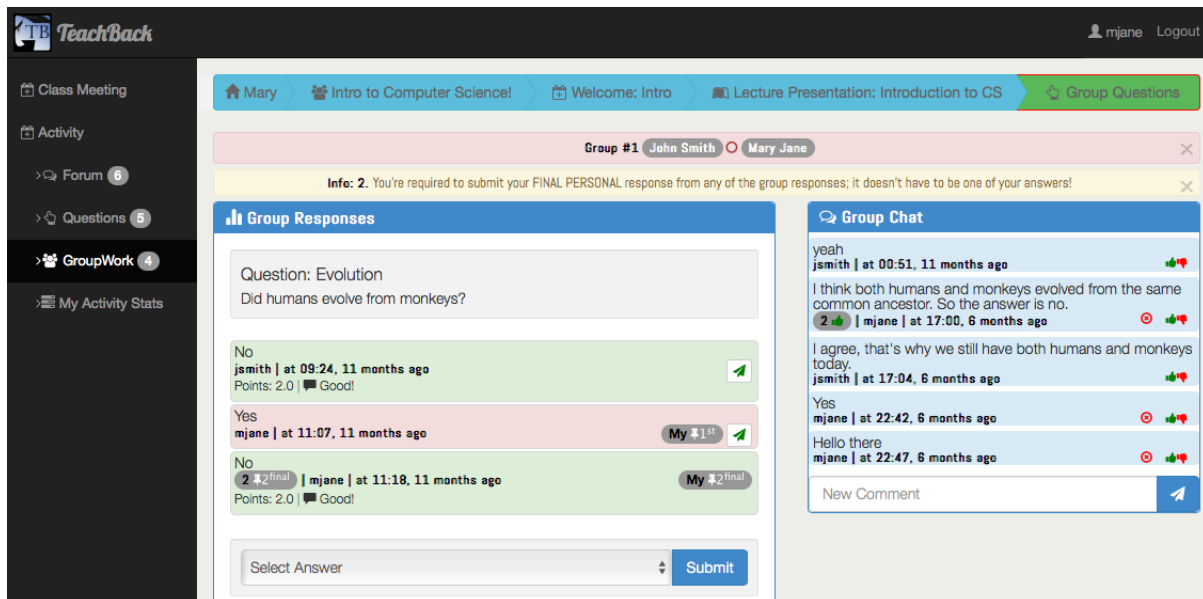 TB TeachBack
mjane Logout
Class Meeting
Activity
Forum 6
Questions 5
GroupWork 4
My Activity Stats
Mary Intro to Computer Science! Welcome: Intro Lecture Presentation: Introduction to CS Group Questions
Group #1 John Smith Mary Jane
Info: 2. You're required to submit your FINAL PERSONAL response from any of the group responses; it doesn't have to be one of your answers!
Group Responses
Question: Evolution
Did humans evolve from monkeys?
No
jsmith | at 09:24, 11 months ago
Points: 2.0 | Good!
Yes
mjane | at 11:07, 11 months ago My 1st
No
2 2final | mjane | at 11:18, 11 months ago My 2final
Points: 2.0 | Good!
Select Answer Submit
Group Chat
yeah
jsmith | at 00:51, 11 months ago
I think both humans and monkeys evolved from the same
common ancestor. So the answer is no.
2 | mjane | at 17:00, 6 months ago
I agree, that's why we still have both humans and monkeys
today.
jsmith | at 17:04, 6 months ago
Yes
mjane | at 22:42, 6 months ago
Hello there
mjane | at 22:47, 6 months ago
New Comment